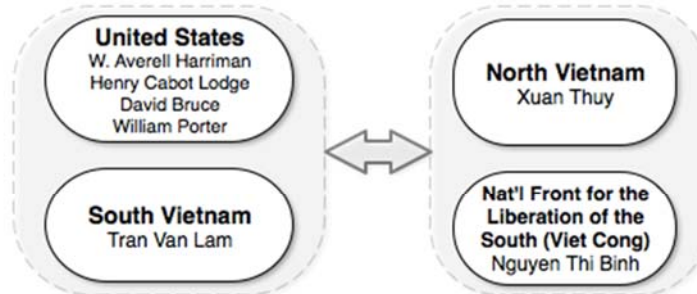 United States
W. Averell Harriman
Henry Cabot Lodge
David Bruce
William Porter
South Vietnam
Tran Van Lam
North Vietnam
Xuan Thuy
Nat'l Front for the
Liberation of the
South (Viet Cong)
Nguyen Thi Binh